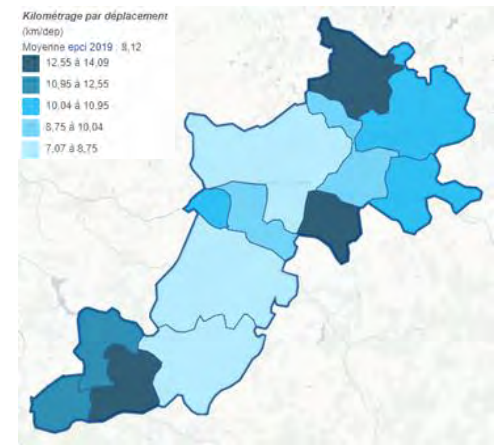 Kilométrage par déplacement
(km/dep)
Moyenne epci 2019 : 8,12
12,55 à 14,09
10,95 à 12,55
10,04 à 10,95
8,75 à 10,04
7,07 à 8,75